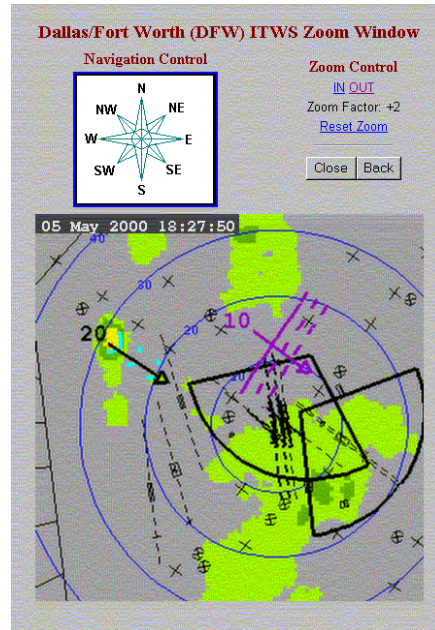 Dallas/Fort Worth (DFW) ITWS Zoom Window
Navigation Control
N
NW NE
W E
SW SE
S
Zoom Control
IN OUT
Zoom Factor: +2
Reset Zoom
Close Back
05 May 2000 18:27:50
40
30
20
10
20
10